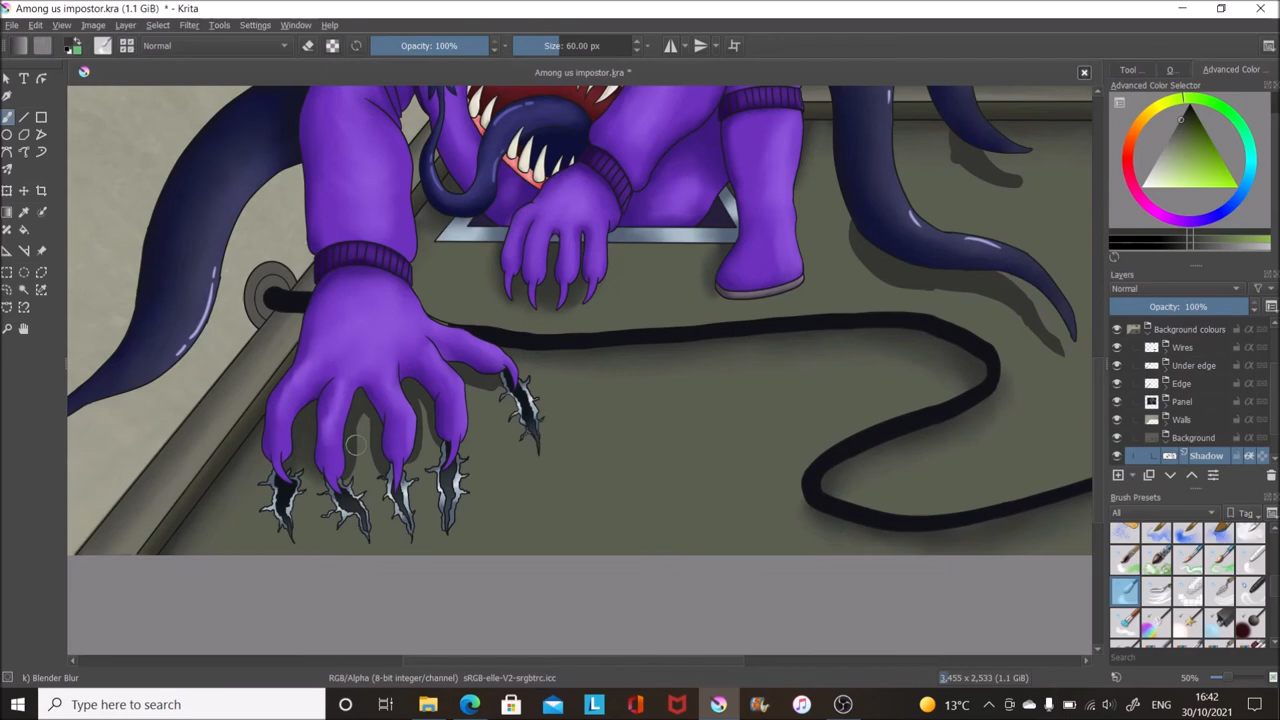 Among us impostor.kra (1.1 GiB) * - Krita
File Edit View Image Layer Select Filter Tools Settings Window Help
Normal Opacity: 100% Size: 60.00 px
Among us impostor.kra *
Tool ... O... Advanced Color ...
Advanced Color Selector
Layers
Normal
Opacity: 100%
Background colours
Wires
Under edge
Edge
Panel
Walls
Background
Shadow
Brush Presets
All Tag
Search
k) Blender Blur RGB/Alpha (8-bit integer/channel) sRGB-elle-V2-srgbtrc.icc 3,455 x 2,533 (1.1 GiB) 50%
Type here to search 13°C ENG 16:42
30/10/2021